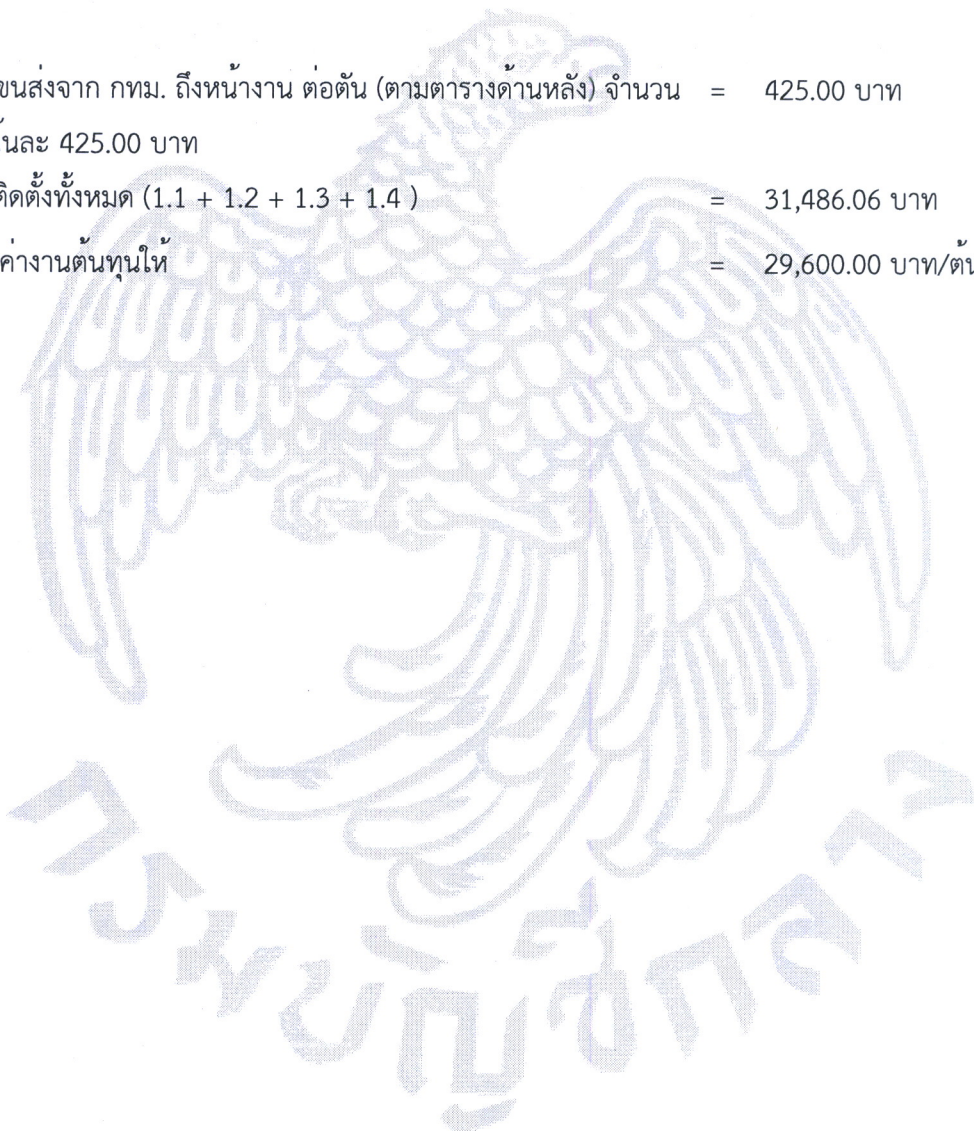 ขนส่งจาก กทม. ถึงหน้างาน ต่อตัน (ตามตารางด้านหลัง) จำนวน = 425.00 บาท
ละ 425.00 บาท
ติดตั้งทั้งหมด (1.1 + 1.2 + 1.3 + 1.4 ) = 31,486.06 บาท
ค่างานต้นทุนให้ = 29,600.00 บาท/ต้น
กรมบัญชีกลาง